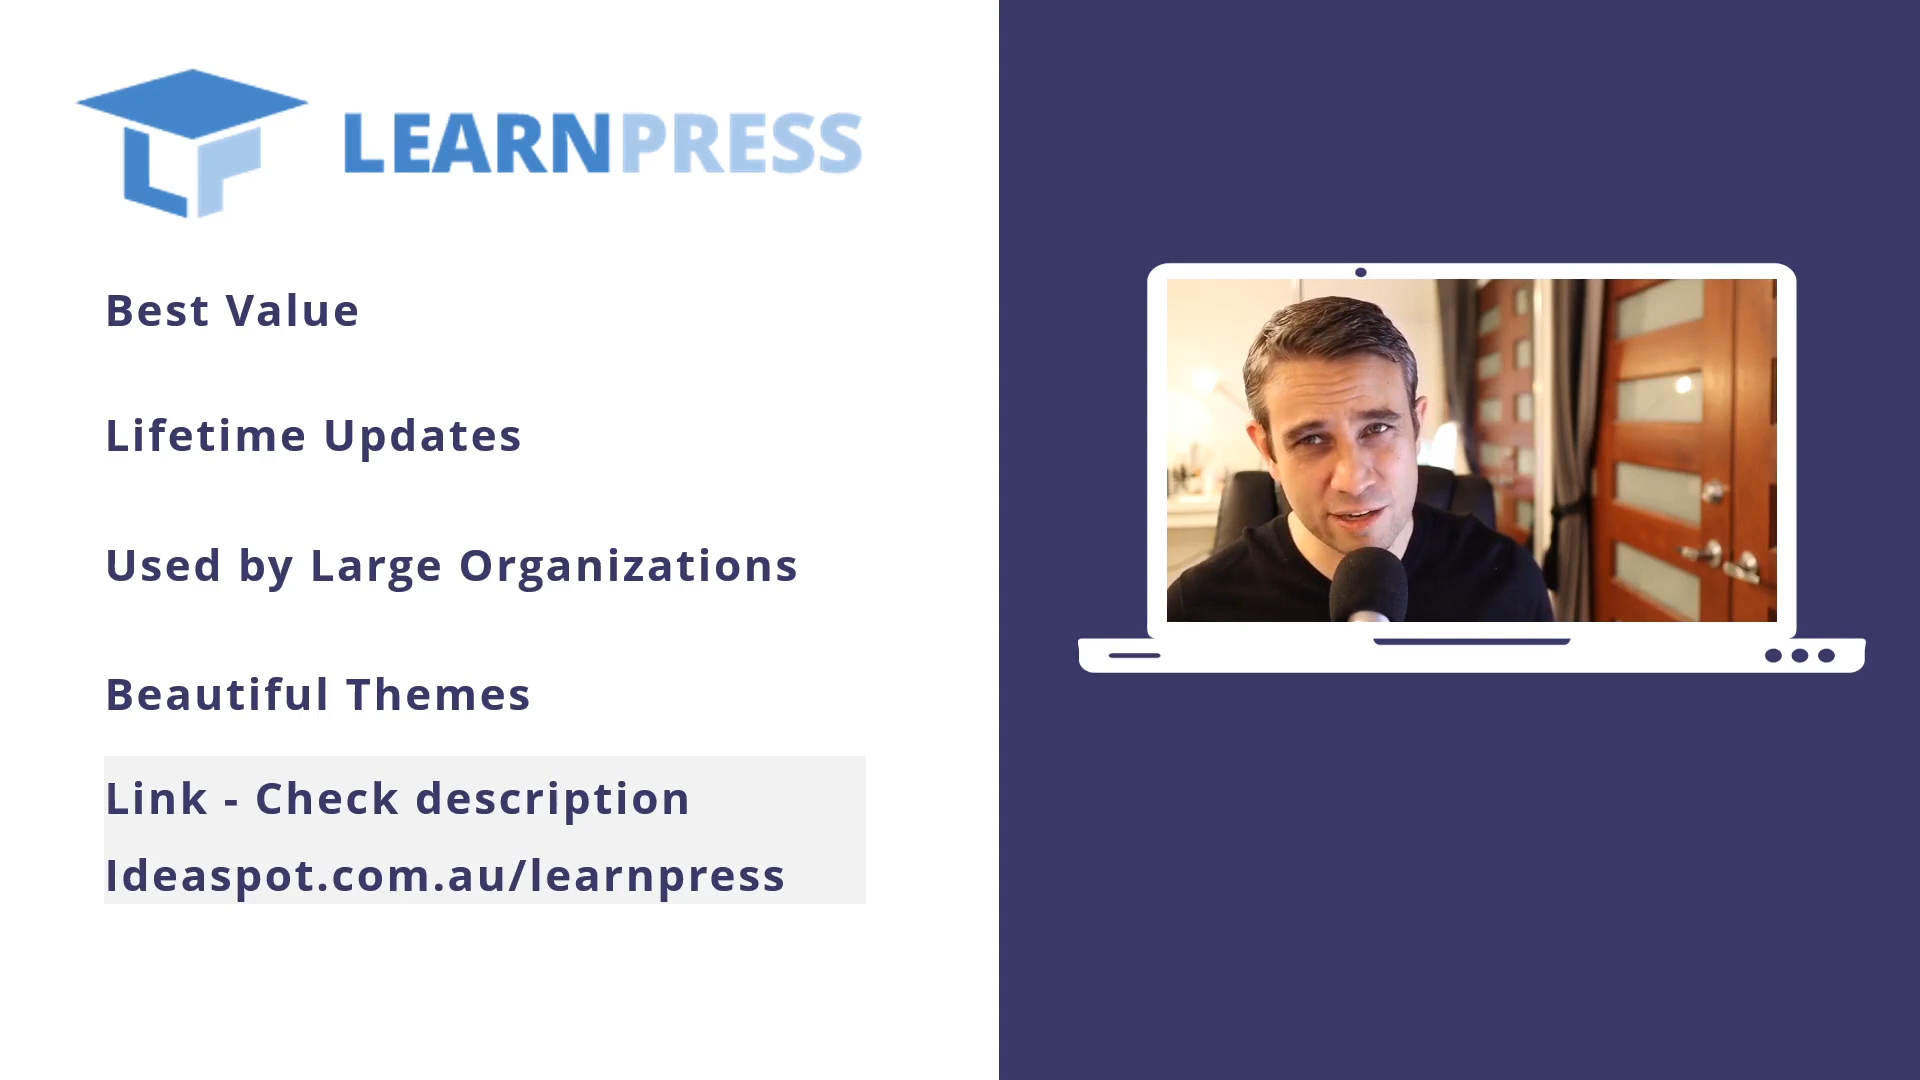 LEARNPRESS
Best Value
Lifetime Updates
Used by Large Organizations
Beautiful Themes
Link - Check description
Ideaspot.com.au/learnpress